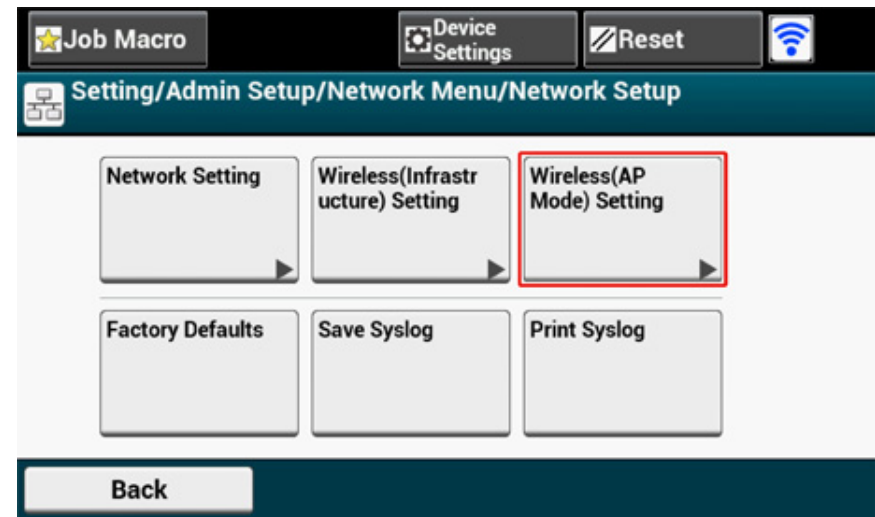 Job Macro
Device
Settings
Reset
Setting/Admin Setup/Network Menu/Network Setup
Network Setting
Wireless(Infrastr
ucture) Setting
Wireless(AP
Mode) Setting
Factory Defaults
Save Syslog
Print Syslog
Back